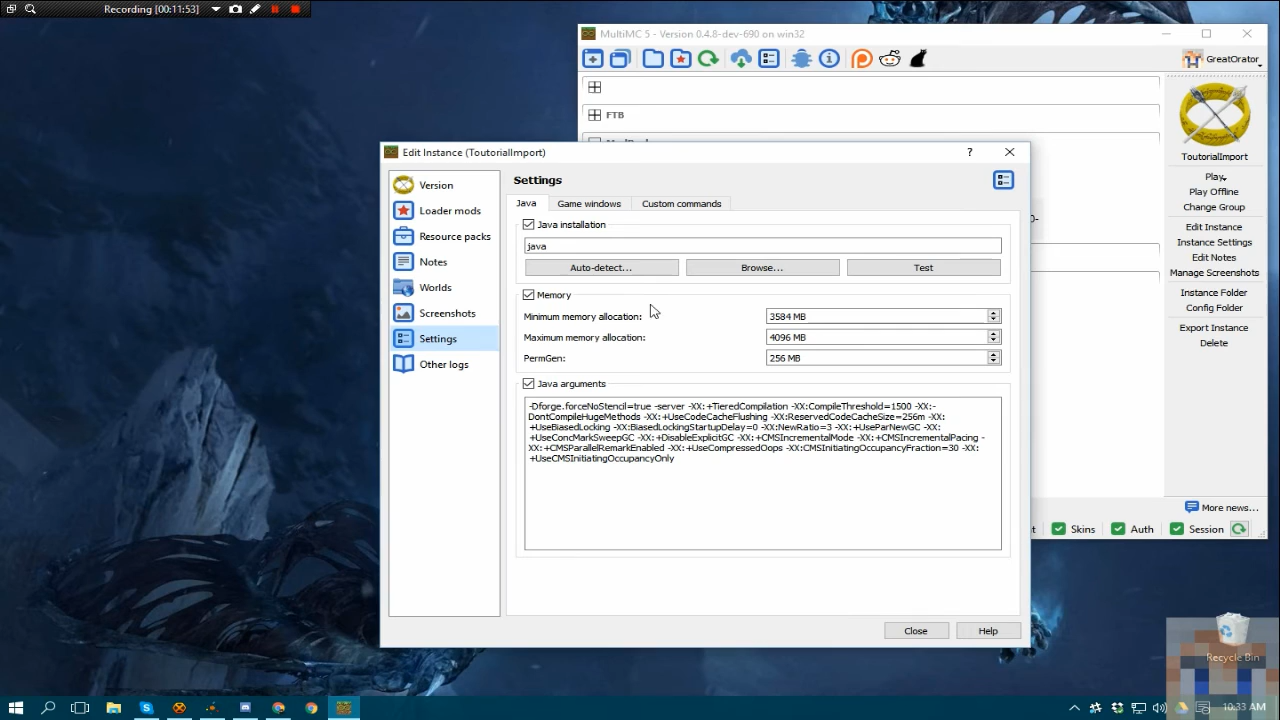 Recording [00:11:53]
MultiMC 5 - Version 0.4.8-dev-690 on win32
GreatOrator
FTB
Edit Instance (ToutorialImport)
?
Version
Loader mods
Resource packs
Notes
Worlds
Screenshots
Settings
Other logs
Settings
Java
Game windows
Custom commands
Java installation
java
Auto-detect...
Browse...
Test
Memory
Minimum memory allocation:
3584 MB
Maximum memory allocation:
4096 MB
PermGen:
256 MB
Java arguments
-Dforge.forceNoStencil=true -server -XX:+TieredCompilation -XX:CompileThreshold=1500 -XX:-
DontCompileHugeMethods -XX:+UseCodeCacheFlushing -XX:ReservedCodeCacheSize=256m -XX:
+UseBiasedLocking -XX:BiasedLockingStartupDelay=0 -XX:NewRatio=3 -XX:+UseParNewGC -XX:
+UseConcMarkSweepGC -XX:+DisableExplicitGC -XX:+CMSIncrementalMode -XX:+CMSIncrementalPacing -
XX:+CMSParallelRemarkEnabled -XX:+UseCompressedOops -XX:CMSInitiatingOccupancyFraction=30 -XX:
+UseCMSInitiatingOccupancyOnly
Close
Help
ToutorialImport
Play
Play Offline
Change Group
Edit Instance
Instance Settings
Edit Notes
Manage Screenshots
Instance Folder
Config Folder
Export Instance
Delete
More news...
Skins
Auth
Session
Recycle Bin
10:33 AM